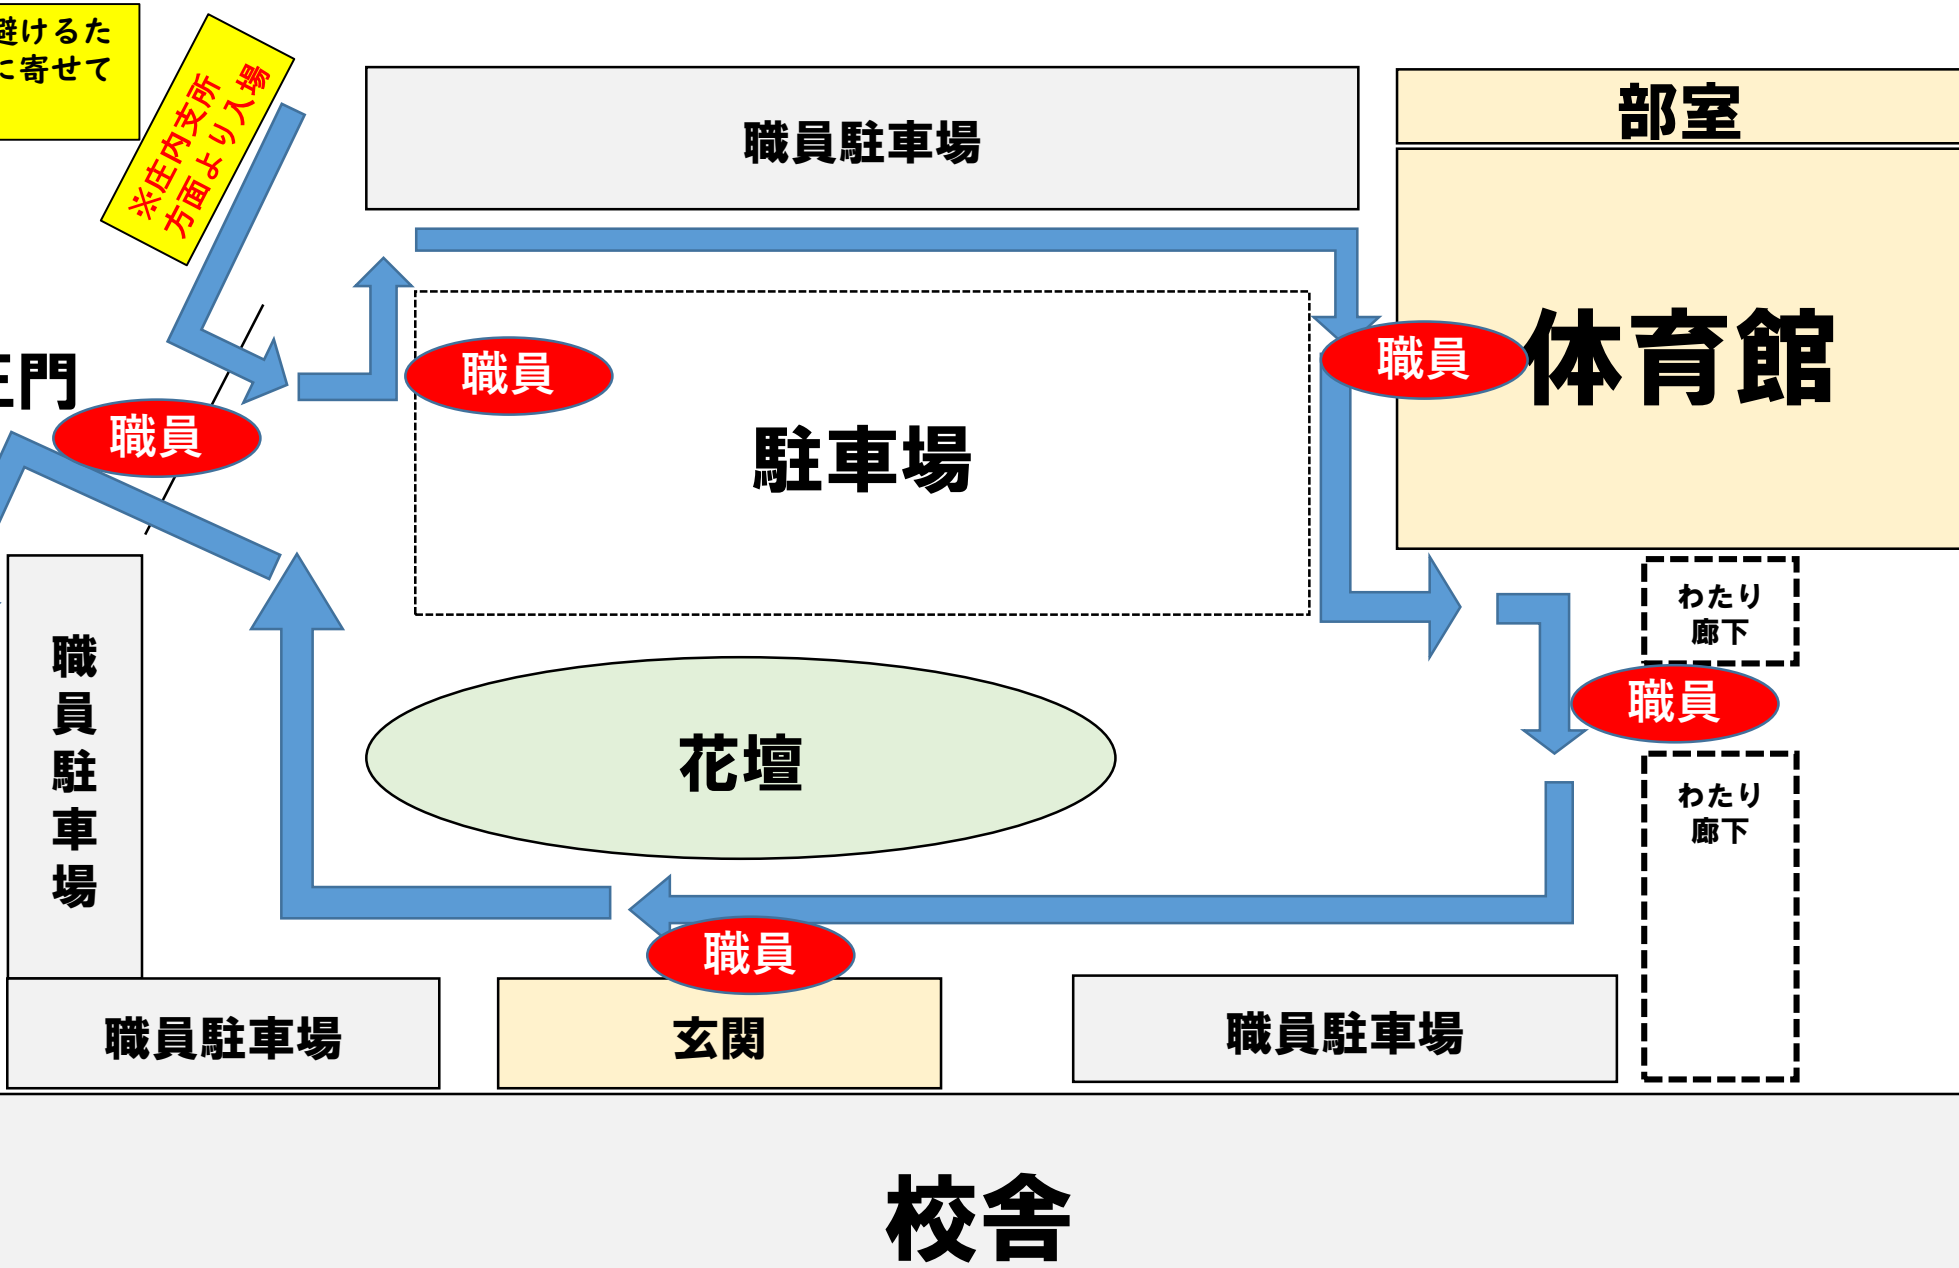 避けるた
に寄せて
※庄内支所
方面より入場
職員駐車場
部室
体育館
正門
職員
職員
職員
駐車場
わたり
廊下
職員
職員駐車場
花壇
わたり
廊下
職員
職員駐車場
玄関
職員駐車場
校舎